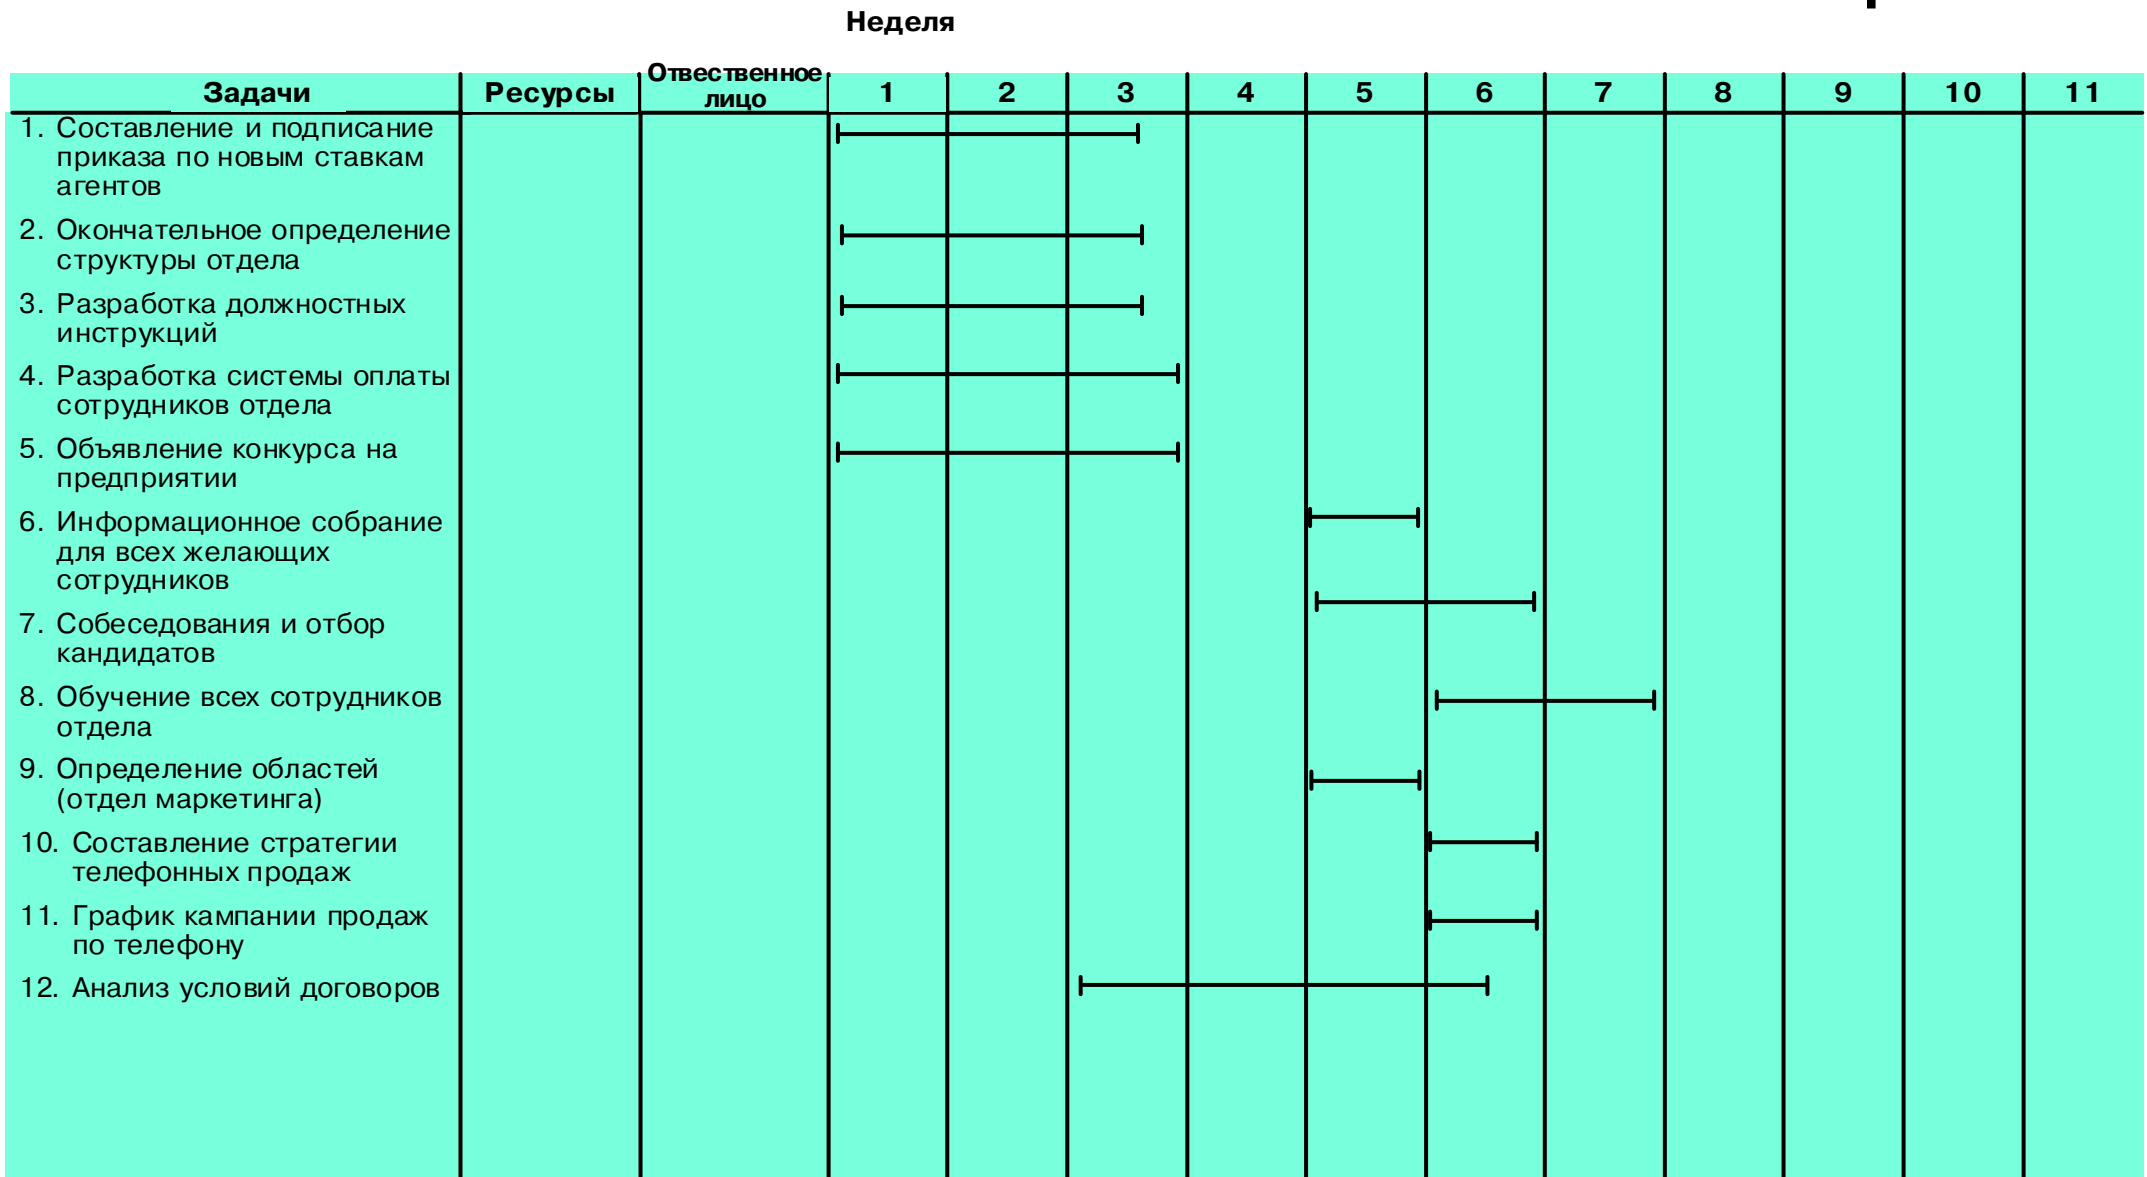 Неделя
Задачи Ресурсы Отвественное лицо 1 2 3 4 5 6 7 8 9 10 11
1. Составление и подписание
приказа по новым ставкам
агентов
2. Окончательное определение
структуры отдела
3. Разработка должностных
инструкций
4. Разработка системы оплаты
сотрудников отдела
5. Объявление конкурса на
предприятии
6. Информационное собрание
для всех желающих
сотрудников
7. Собеседования и отбор
кандидатов
8. Обучение всех сотрудников
отдела
9. Определение областей
(отдел маркетинга)
10. Составление стратегии
телефонных продаж
11. График кампании продаж
по телефону
12. Анализ условий договоров